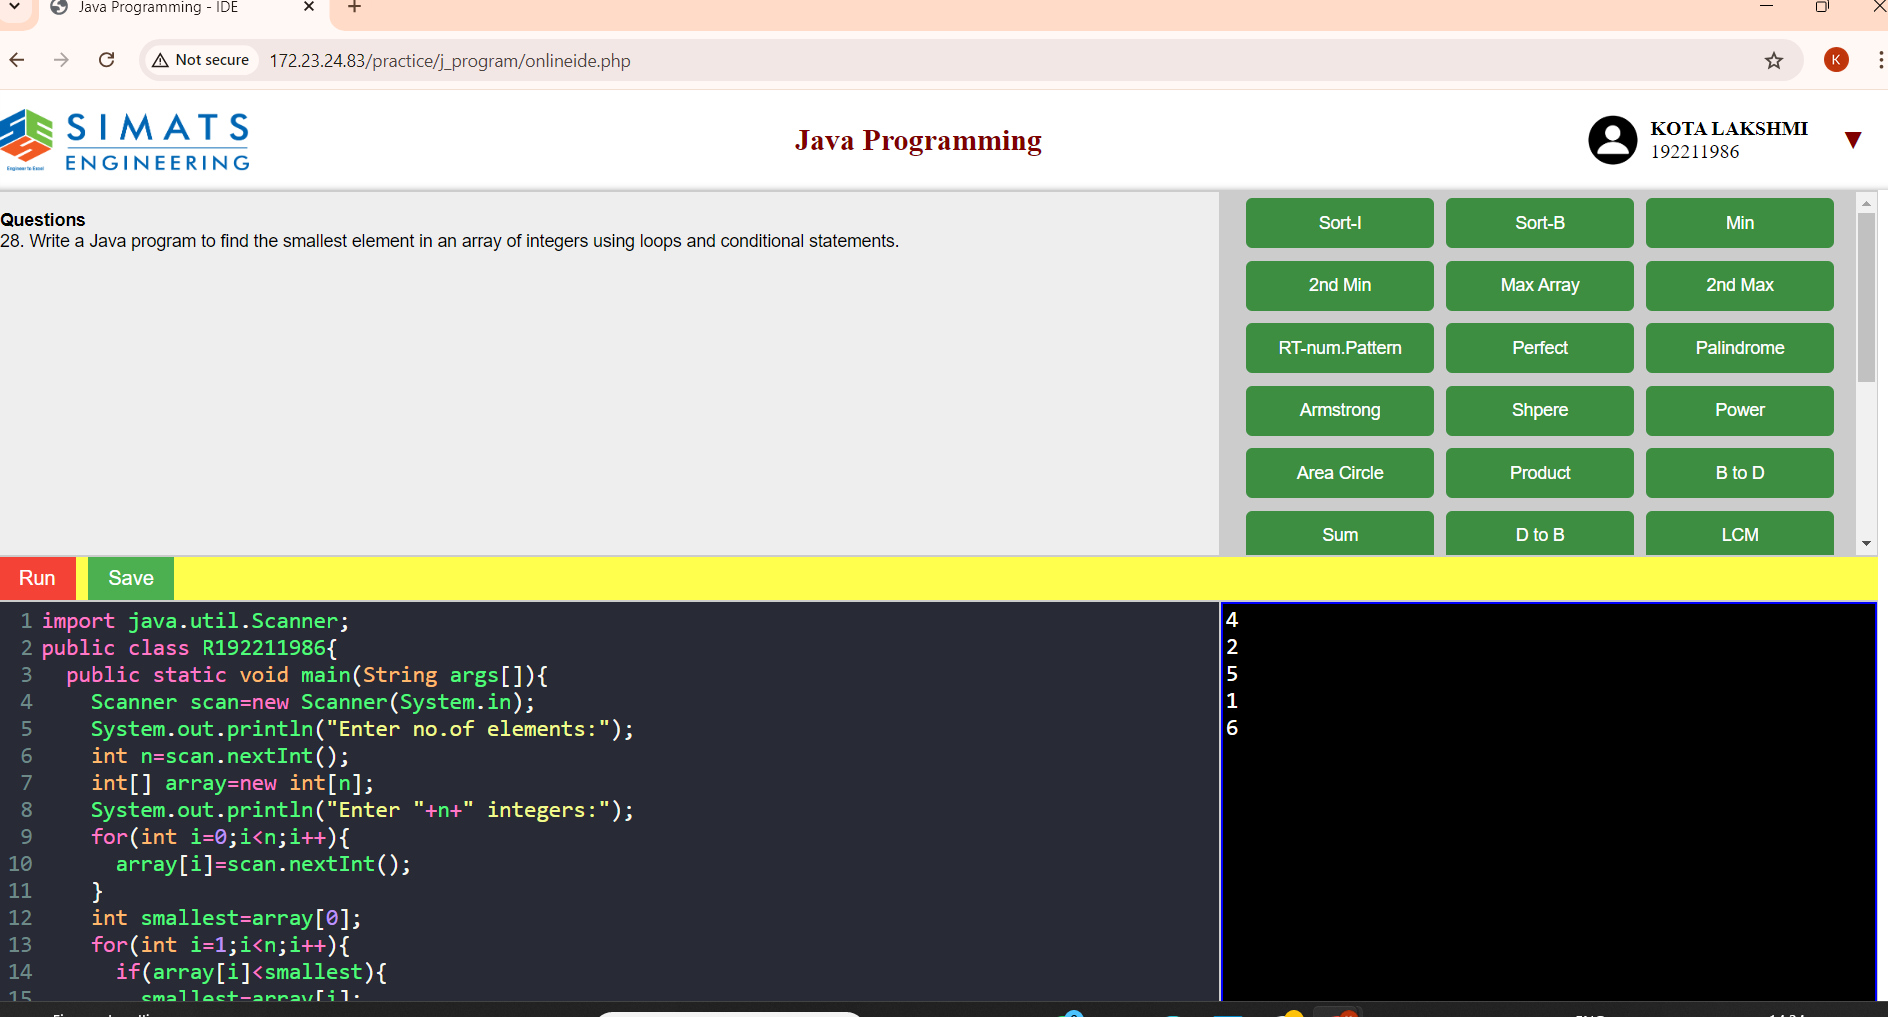 Java Programming - IDE
Not secure
172.23.24.83/practice/j_program/onlineide.php
K
SIMATS
ENGINEERING
Engineer to Excel
Java Programming
KOTA LAKSHMI
192211986
Questions
28. Write a Java program to find the smallest element in an array of integers using loops and conditional statements.
Sort-I
Sort-B
Min
2nd Min
Max Array
2nd Max
RT-num.Pattern
Perfect
Palindrome
Armstrong
Shpere
Power
Area Circle
Product
B to D
Sum
D to B
LCM
Run
Save
1 import java.util.Scanner;
2 public class R192211986{
3 public static void main(String args[]){
4 Scanner scan=new Scanner(System.in);
5 System.out.println("Enter no.of elements:");
6 int n=scan.nextInt();
7 int[] array=new int[n];
8 System.out.println("Enter "+n+" integers:");
9 for(int i=0;i<n;i++){
10 array[i]=scan.nextInt();
11 }
12 int smallest=array[0];
13 for(int i=1;i<n;i++){
14 if(array[i]<smallest){
15 smallest=array[i];
4
2
5
1
6